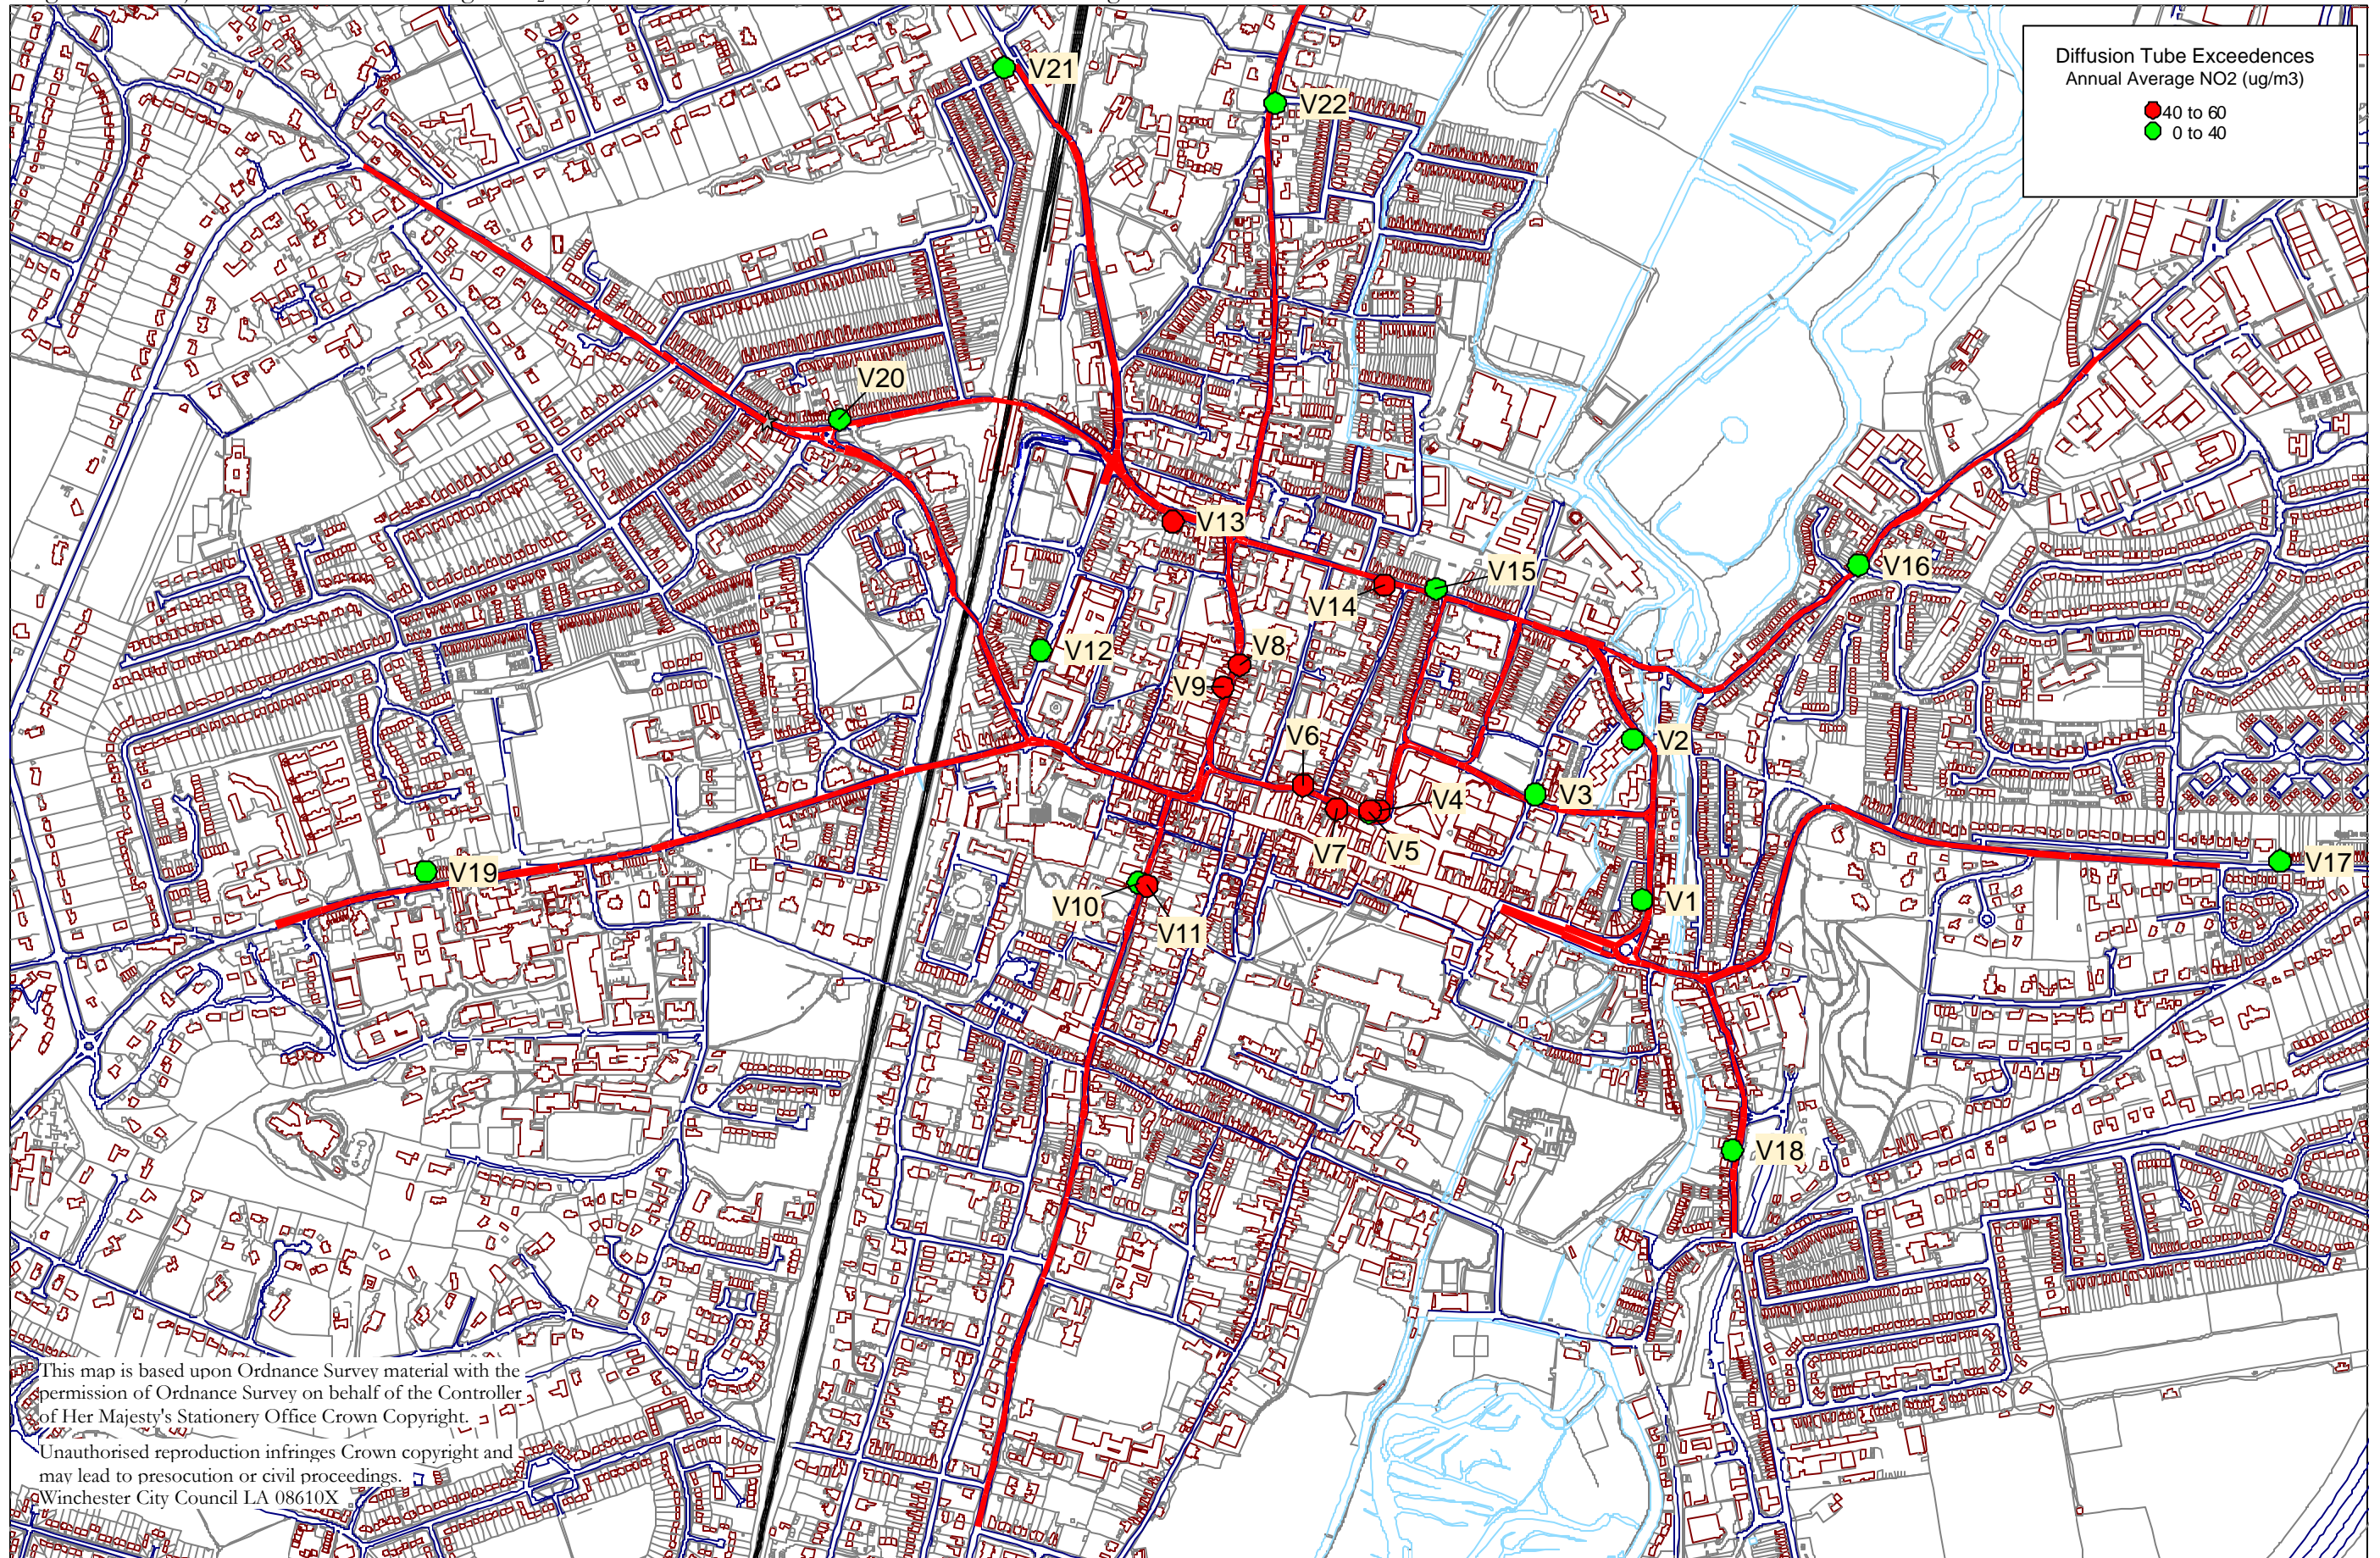 Diffusion Tube Exceedences
Annual Average NO2 (ug/m3)
40 to 60
0 to 40
V21
V22
V20
V13
V15
V14
V16
V12
V8
V9
V6
V2
V3
V4
V5
V7
V19
V17
V10
V11
V1
V18
This map is based upon Ordnance Survey material with the
permission of Ordnance Survey on behalf of the Controller
of Her Majesty's Stationery Office Crown Copyright.
Unauthorised reproduction infringes Crown copyright and
may lead to presocution or civil proceedings.
Winchester City Council LA 08610X